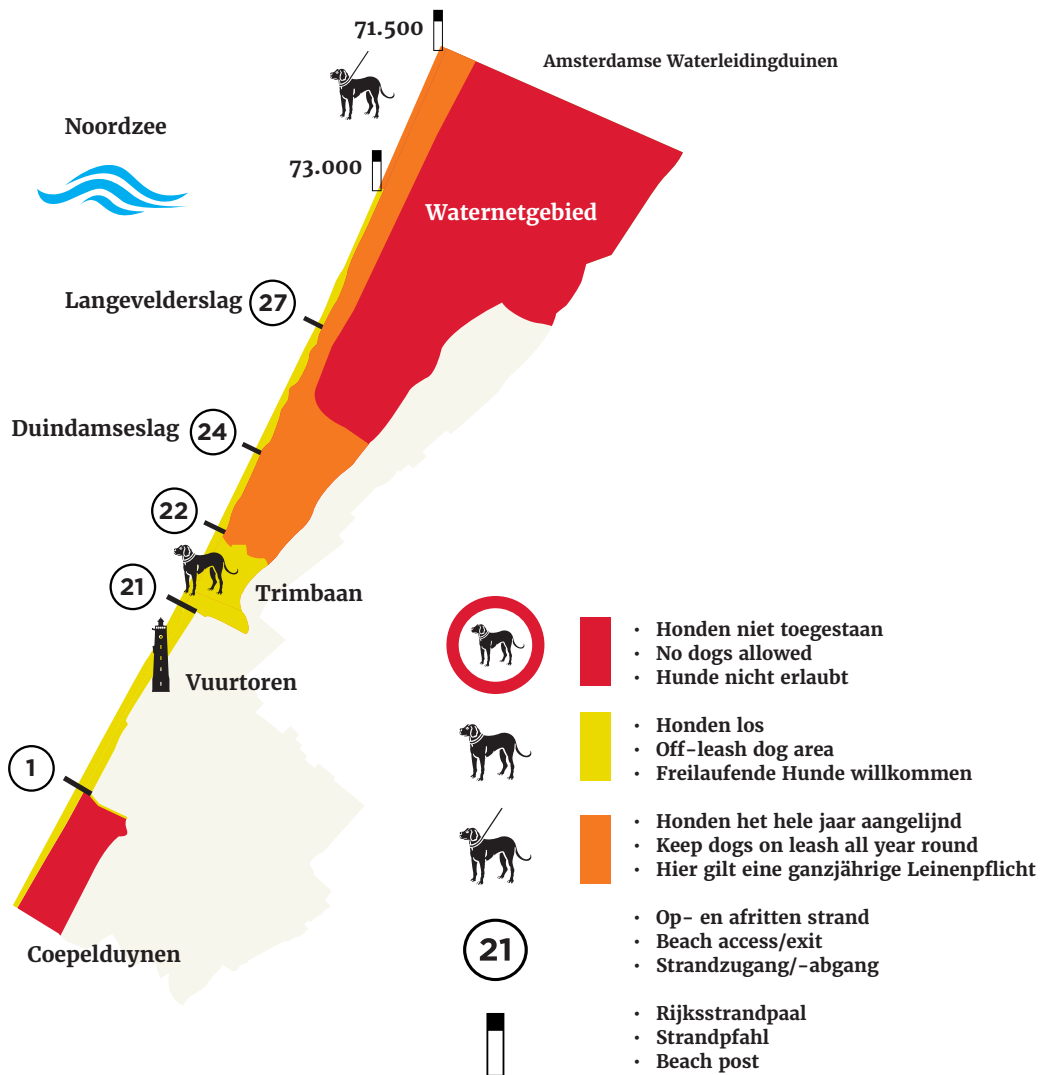 71.500
Amsterdamse Waterleidingduinen
Noordzee
73.000
Waternetgebied
Langevelderslag 27
Duindamseslag 24
22
21
Trimbaan
Vuurtoren
1
Coepelduynen
· Honden niet toegestaan
· No dogs allowed
· Hunde nicht erlaubt
· Honden los
· Off-leash dog area
· Freilaufende Hunde willkommen
· Honden het hele jaar aangelijnd
· Keep dogs on leash all year round
· Hier gilt eine ganzjährige Leinenpflicht
21
· Op- en afritten strand
· Beach access/exit
· Strandzugang/-abgang
· Rijksstrandpaal
· Strandpfahl
· Beach post